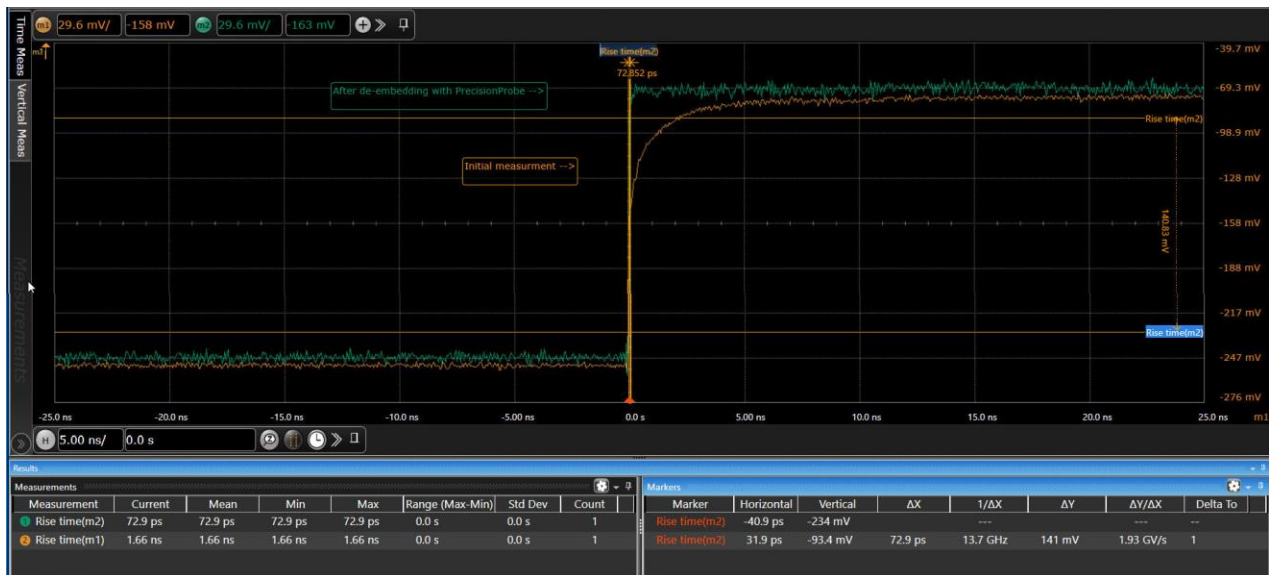 Time Meas
Vertical Meas
Measurements
m1 29.6 mV/ -158 mV m2 29.6 mV/ -163 mV
m1
Rise time(m2)
72.852 ps
After de-embedding with PrecisionProbe -->
Initial measurment -->
Rise time(m2)
140.83 mV
Rise time(m2)
-39.7 mV
-69.3 mV
-98.9 mV
-128 mV
-158 mV
-188 mV
-217 mV
-247 mV
-276 mV
-25.0 ns -20.0 ns -15.0 ns -10.0 ns -5.00 ns 0.0 s 5.00 ns 10.0 ns 15.0 ns 20.0 ns 25.0 ns m1
H 5.00 ns/ 0.0 s
Results
Measurements
Measurement Current Mean Min Max Range (Max-Min) Std Dev Count
1 Rise time(m2) 72.9 ps 72.9 ps 72.9 ps 72.9 ps 0.0 s 0.0 s 1
2 Rise time(m1) 1.66 ns 1.66 ns 1.66 ns 1.66 ns 0.0 s 0.0 s 1
Markers
Marker Horizontal Vertical ΔX 1/ΔX ΔY ΔY/ΔX Delta To
Rise time(m2) -40.9 ps -234 mV --- --- --
Rise time(m2) 31.9 ps -93.4 mV 72.9 ps 13.7 GHz 141 mV 1.93 GV/s 1